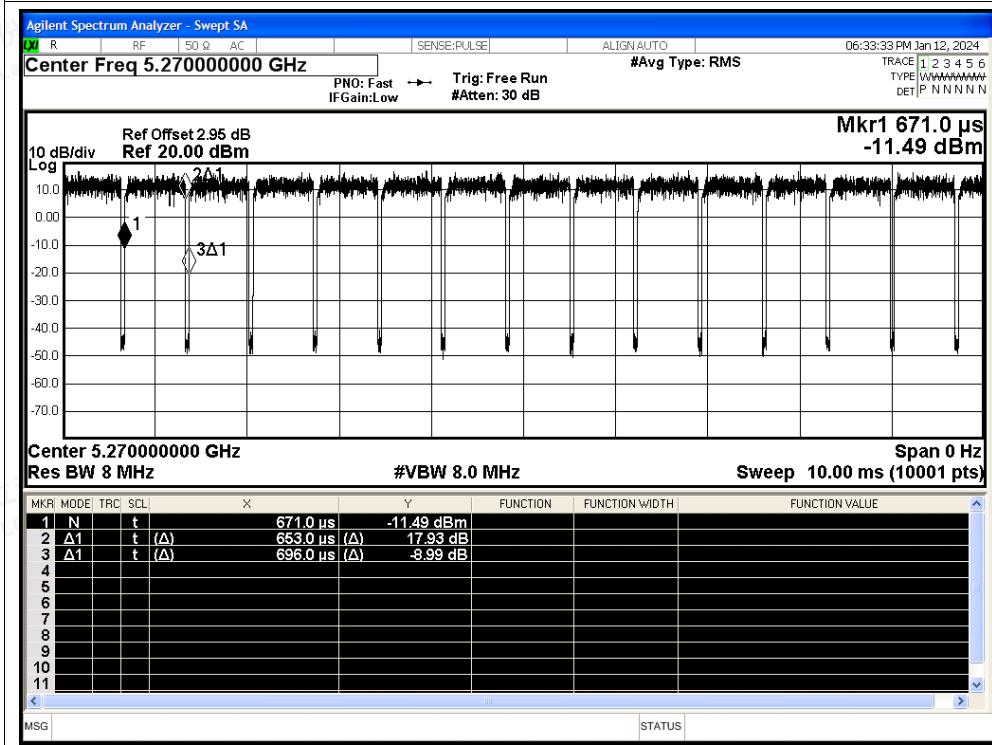 Agilent Spectrum Analyzer - Swept SA
LXI R RF 50 Ω AC SENSE:PULSE ALIGN AUTO 06:33:33 PM Jan 12, 2024
Center Freq 5.270000000 GHz #Avg Type: RMS TRACE 1 2 3 4 5 6
PNO: Fast Trig: Free Run TYPE W
IFGain:Low #Atten: 30 dB DET P N N N N N
Mkr1 671.0 µs
-11.49 dBm
Ref Offset 2.95 dB
10 dB/div Ref 20.00 dBm
Log
2Δ1
10.0
0.00
1
-10.0
3Δ1
-20.0
-30.0
-40.0
-50.0
-60.0
-70.0
Center 5.270000000 GHz Span 0 Hz
Res BW 8 MHz #VBW 8.0 MHz Sweep 10.00 ms (10001 pts)
MKR MODE TRC SCL X Y FUNCTION FUNCTION WIDTH FUNCTION VALUE
1 N t 671.0 µs -11.49 dBm
2 Δ1 t (Δ) 653.0 µs (Δ) 17.93 dB
3 Δ1 t (Δ) 696.0 µs (Δ) -8.99 dB
4
5
6
7
8
9
10
11
MSG STATUS